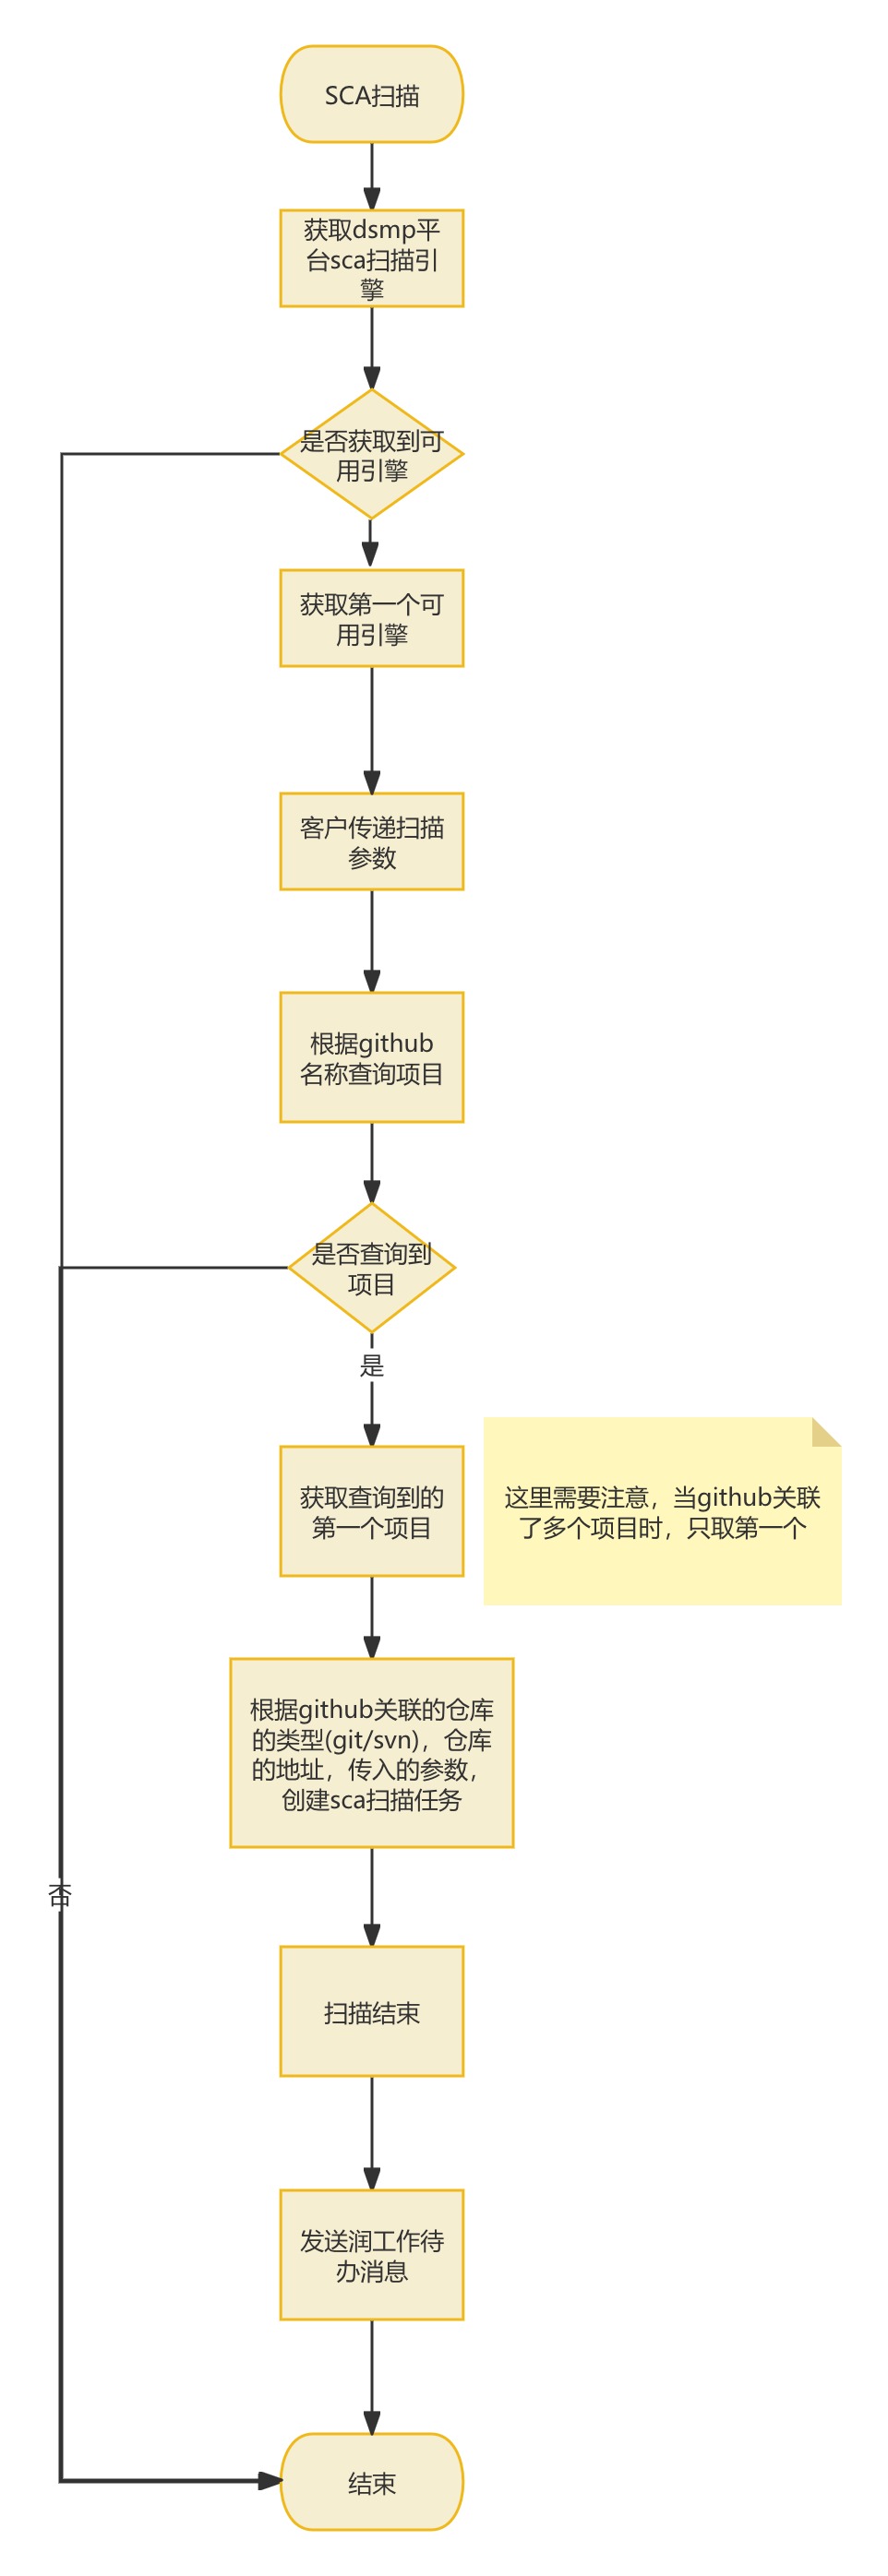 SCA扫描
获取dsmp平
台sca扫描引
擎
是否获取到可
用引擎
获取第一个可
用引擎
客户传递扫描
参数
根据github
名称查询项目
是否查询到
项目
是
获取查询到的
第一个项目
这里需要注意，当github关联
了多个项目时，只取第一个
根据github关联的仓库
的类型(git/svn)，仓库
的地址，传入的参数，
创建sca扫描任务
否
扫描结束
发送润工作待
办消息
结束